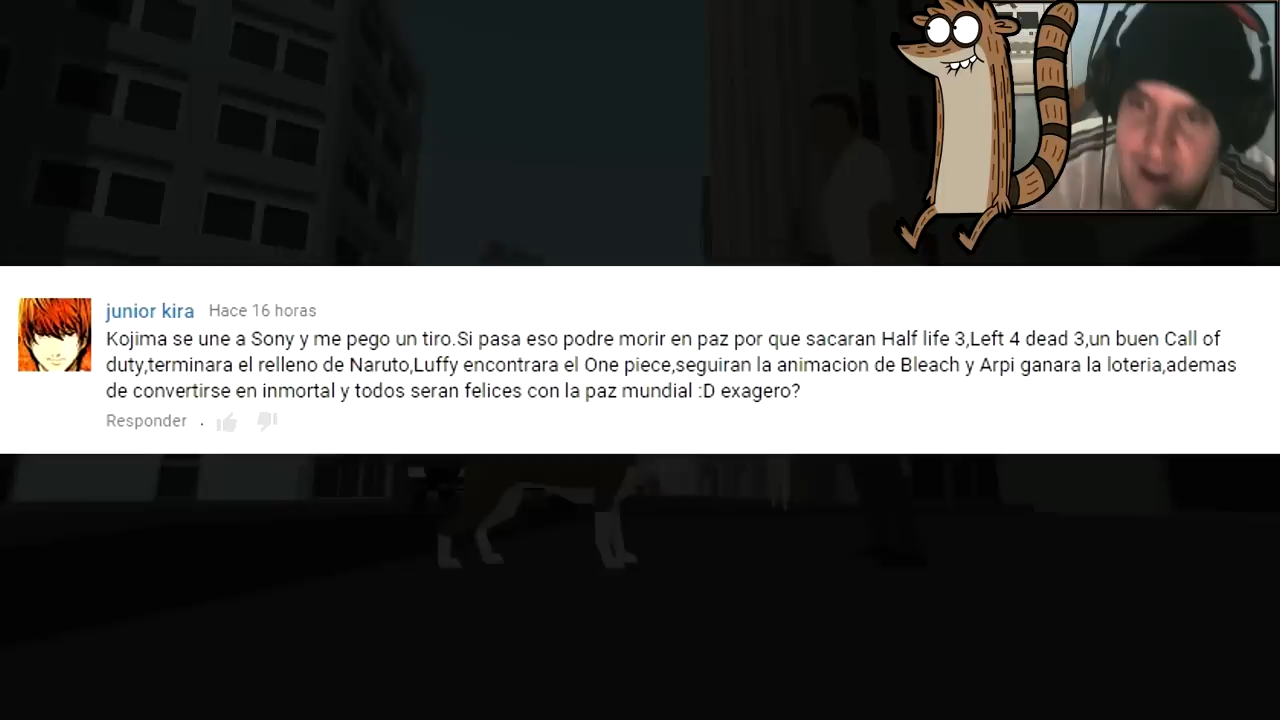 junior kira Hace 16 horas
Kojima se une a Sony y me pego un tiro.Si pasa eso podre morir en paz por que sacaran Half life 3,Left 4 dead 3,un buen Call of
duty,terminara el relleno de Naruto,Luffy encontrara el One piece,seguiran la animacion de Bleach y Arpi ganara la loteria,ademas
de convertirse en inmortal y todos seran felices con la paz mundial :D exagero?
Responder .